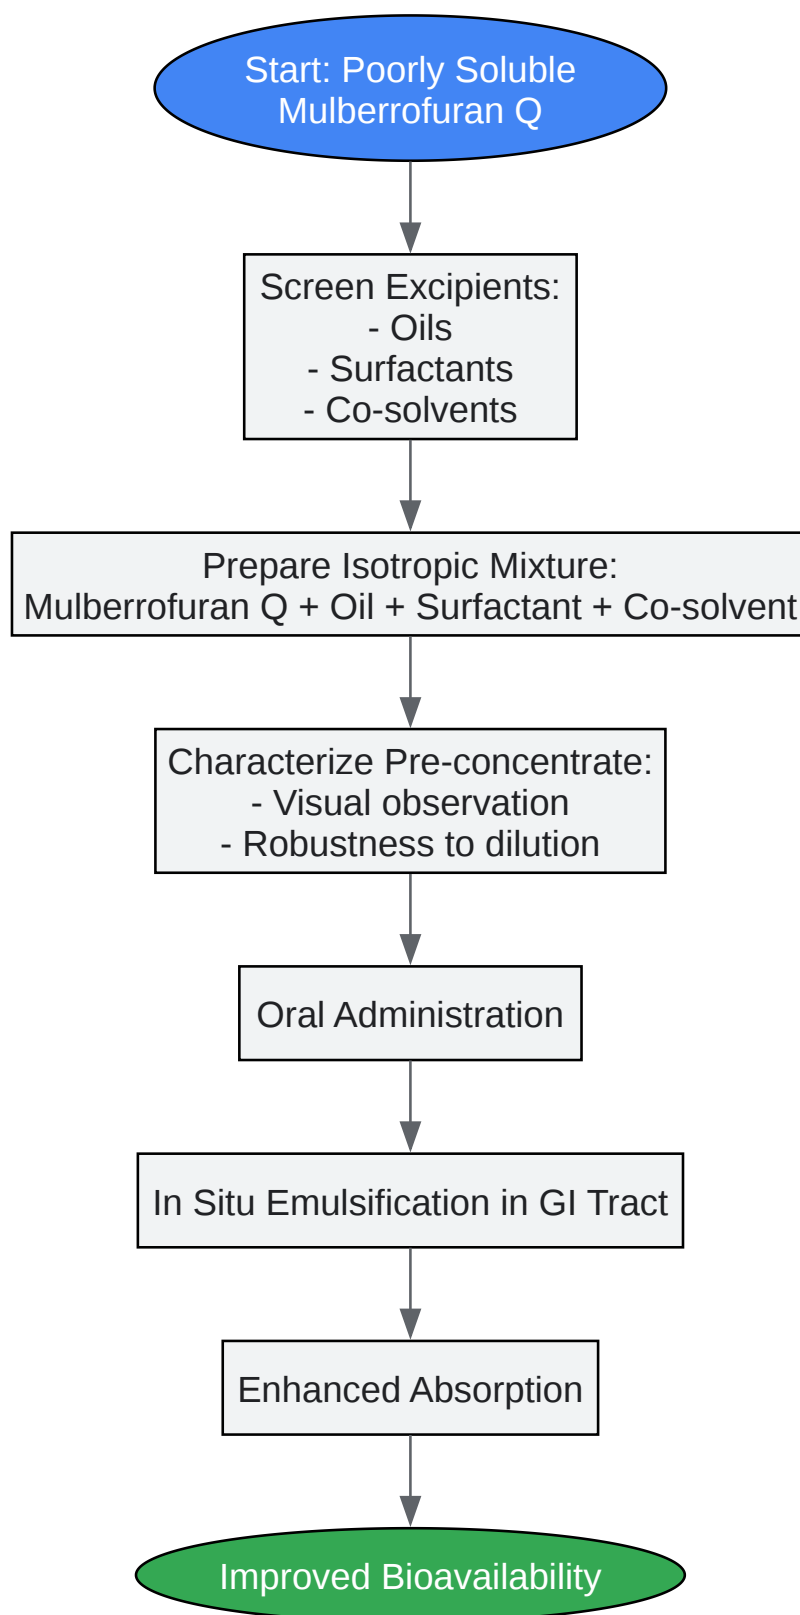 Start: Poorly Soluble
Mulberrofuran Q
Screen Excipients:
- Oils
- Surfactants
- Co-solvents
Prepare Isotropic Mixture:
Mulberrofuran Q + Oil + Surfactant + Co-solvent
Characterize Pre-concentrate:
- Visual observation
- Robustness to dilution
Oral Administration
In Situ Emulsification in GI Tract
Enhanced Absorption
Improved Bioavailability